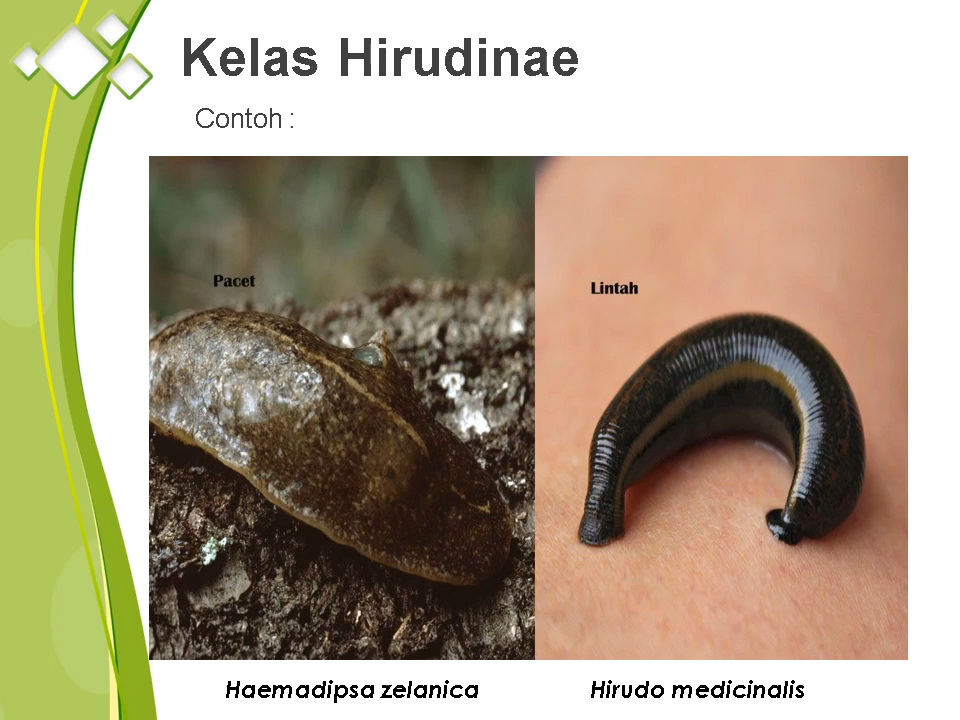 Kelas Hirudinae
Contoh :
Pacet
Lintah
Haemadipsa zelanica
Hirudo medicinalis